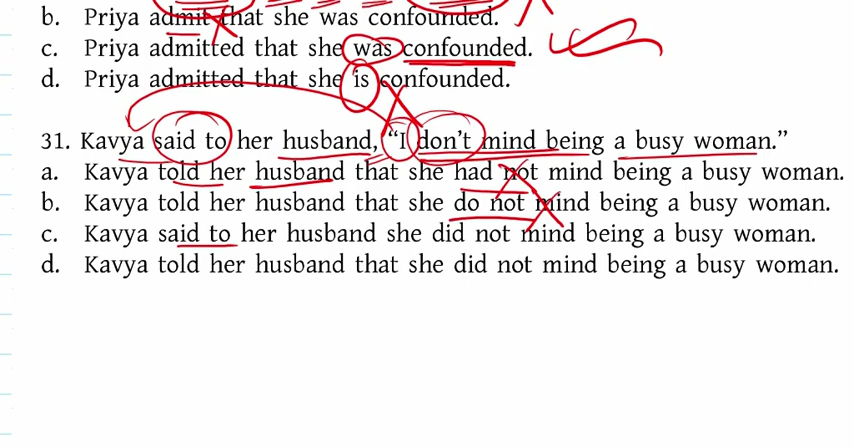 b. Priya admit that she was confounded.
c. Priya admitted that she was confounded.
d. Priya admitted that she is confounded.
31. Kavya said to her husband, “I don’t mind being a busy woman.”
a. Kavya told her husband that she had not mind being a busy woman.
b. Kavya told her husband that she do not mind being a busy woman.
c. Kavya said to her husband she did not mind being a busy woman.
d. Kavya told her husband that she did not mind being a busy woman.